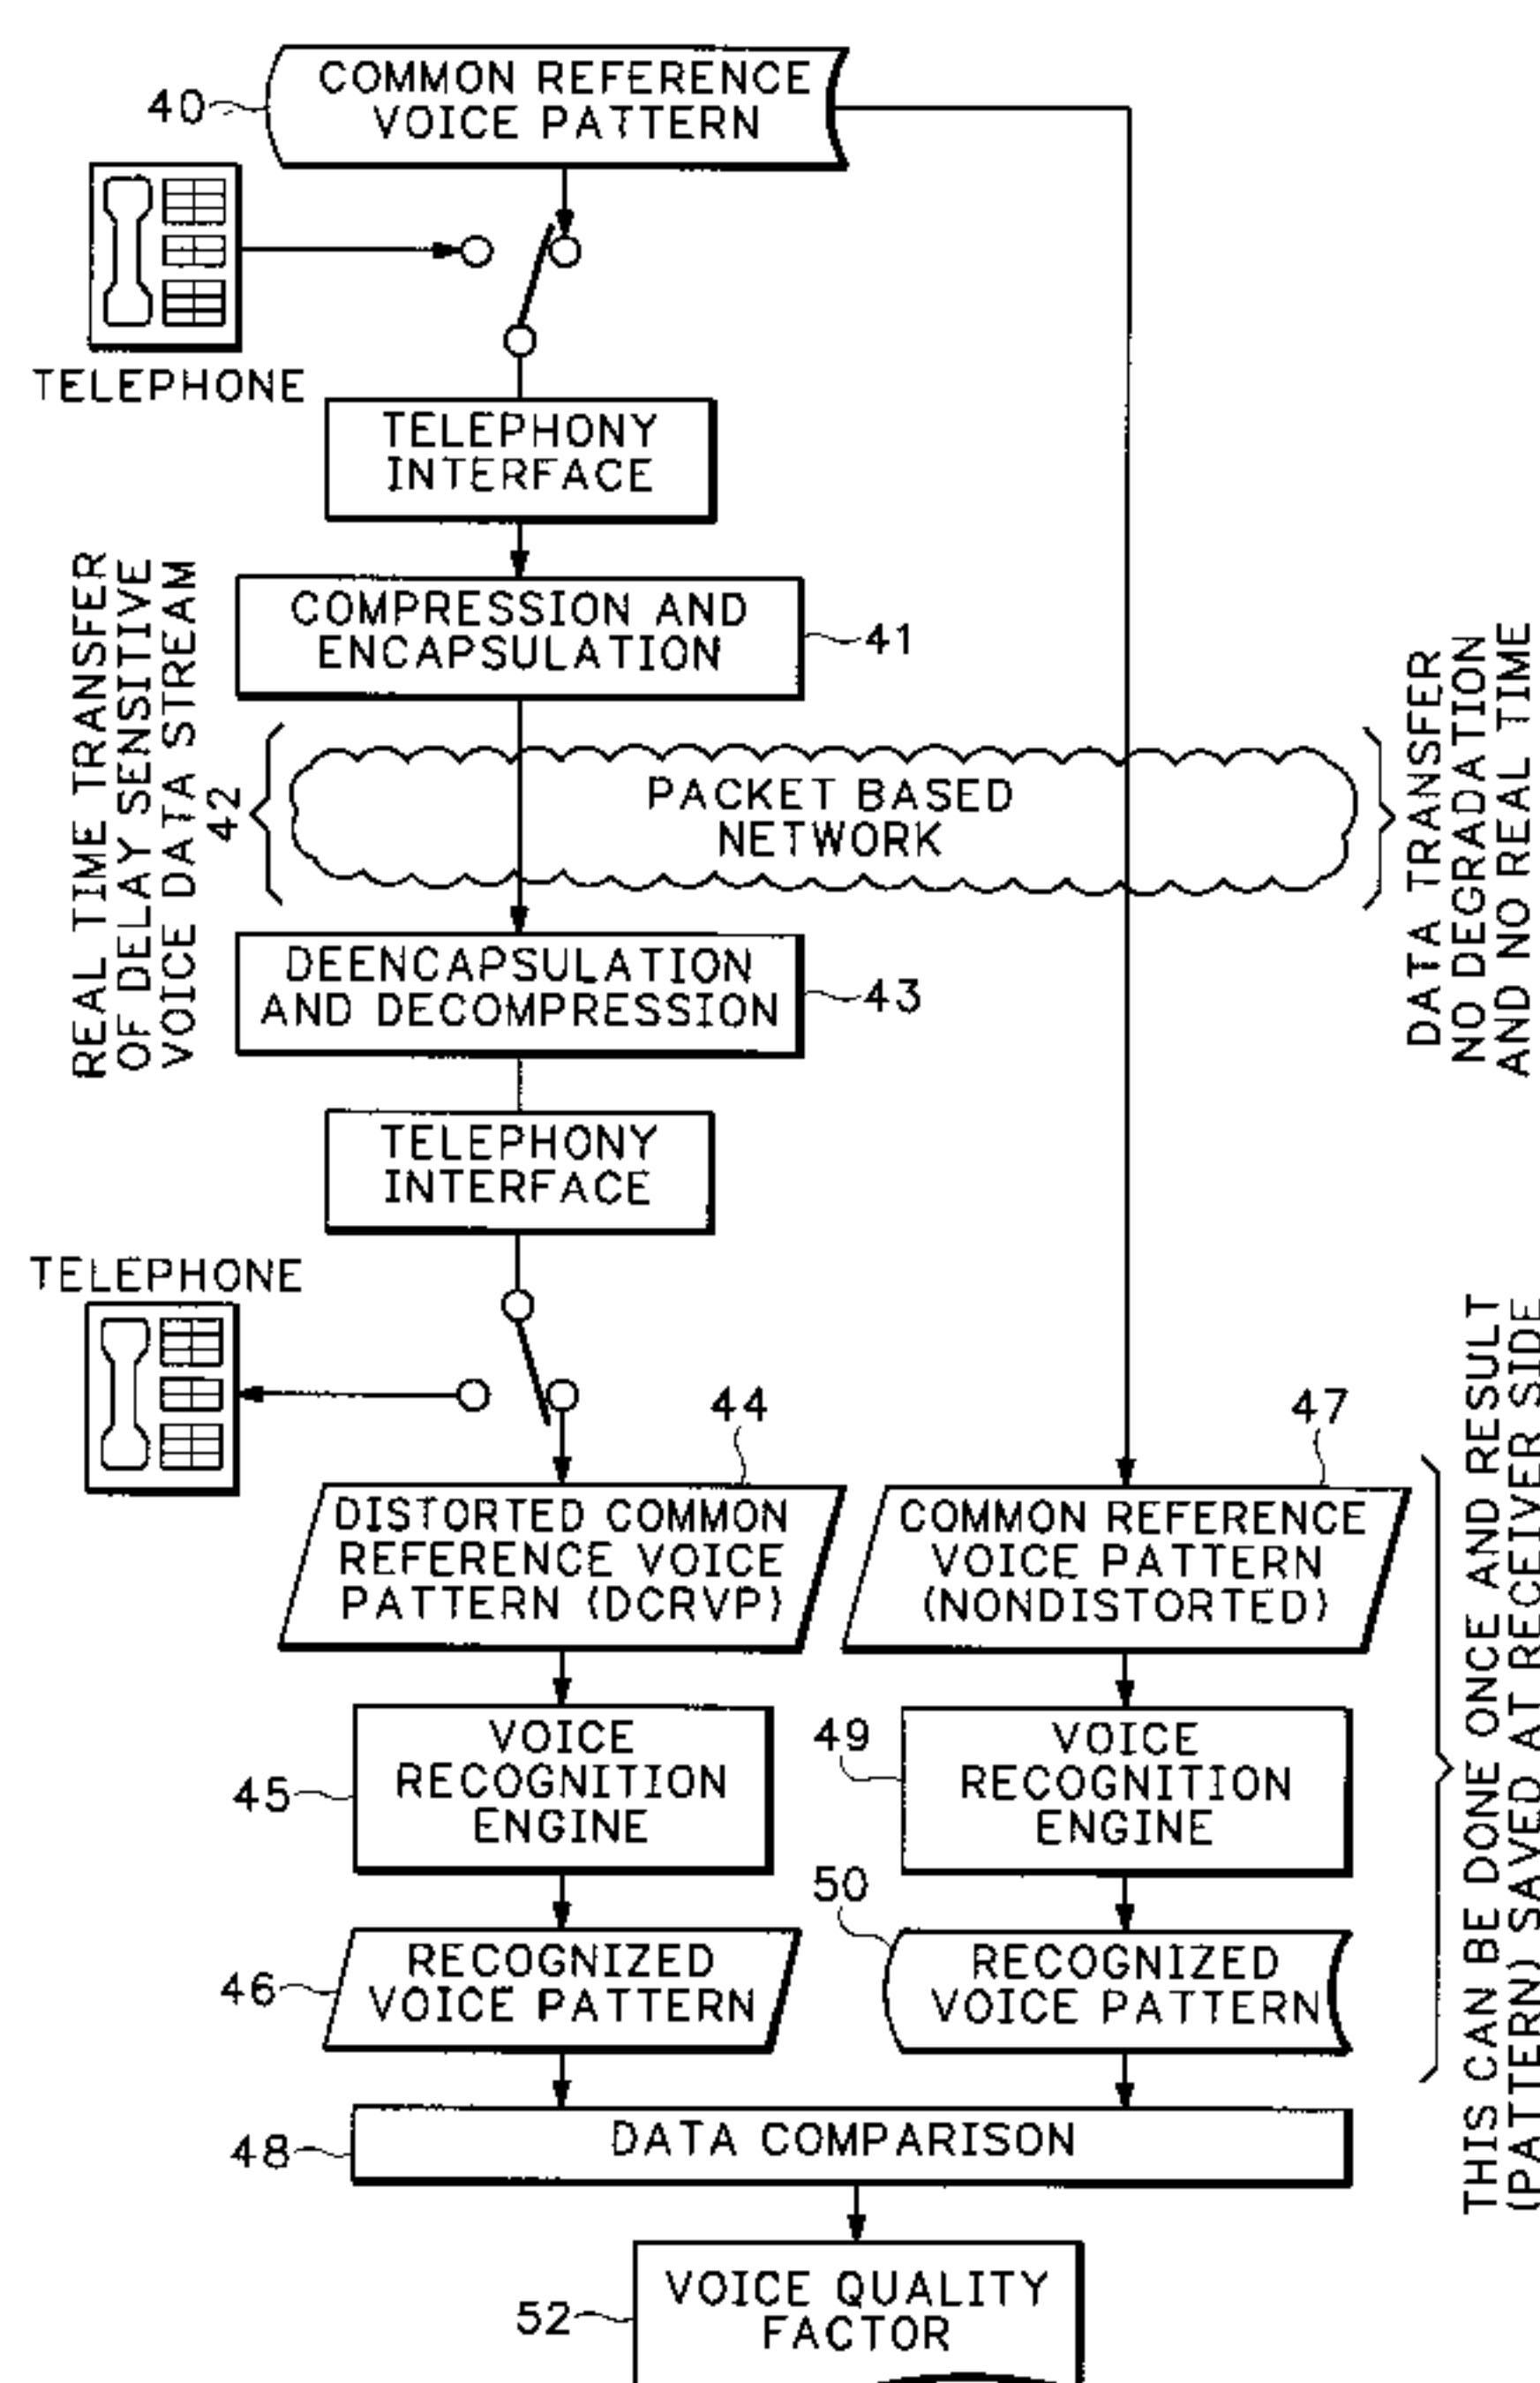 COMMON REFERENCE
VOICE PATTERN
40
TELEPHONE
TELEPHONY
INTERFACE
COMPRESSION AND
ENCAPSULATION
41
REAL TIME TRANSFER
OF DELAY SENSITIVE
VOICE DATA STREAM
42
PACKET BASED
NETWORK
DATA TRANSFER
NO DEGRADATION
AND NO REAL TIME
DEENCAPSULATION
AND DECOMPRESSION
43
TELEPHONY
INTERFACE
TELEPHONE
44
47
DISTORTED COMMON
REFERENCE VOICE
PATTERN (DCRVP)
COMMON REFERENCE
VOICE PATTERN
(NONDISTORTED)
VOICE
RECOGNITION
ENGINE
45
49
VOICE
RECOGNITION
ENGINE
50
46
RECOGNIZED
VOICE PATTERN
RECOGNIZED
VOICE PATTERN
THIS CAN BE DONE ONCE AND RESULT
(PATTERN) SAVED AT RECEIVER SIDE
48
DATA COMPARISON
52
VOICE QUALITY
FACTOR